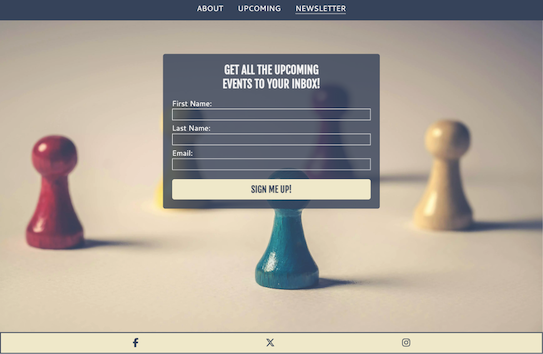 ABOUT UPCOMING NEWSLETTER
GET ALL THE UPCOMING
EVENTS TO YOUR INBOX!
First Name:
Last Name:
Email:
SIGN ME UP!